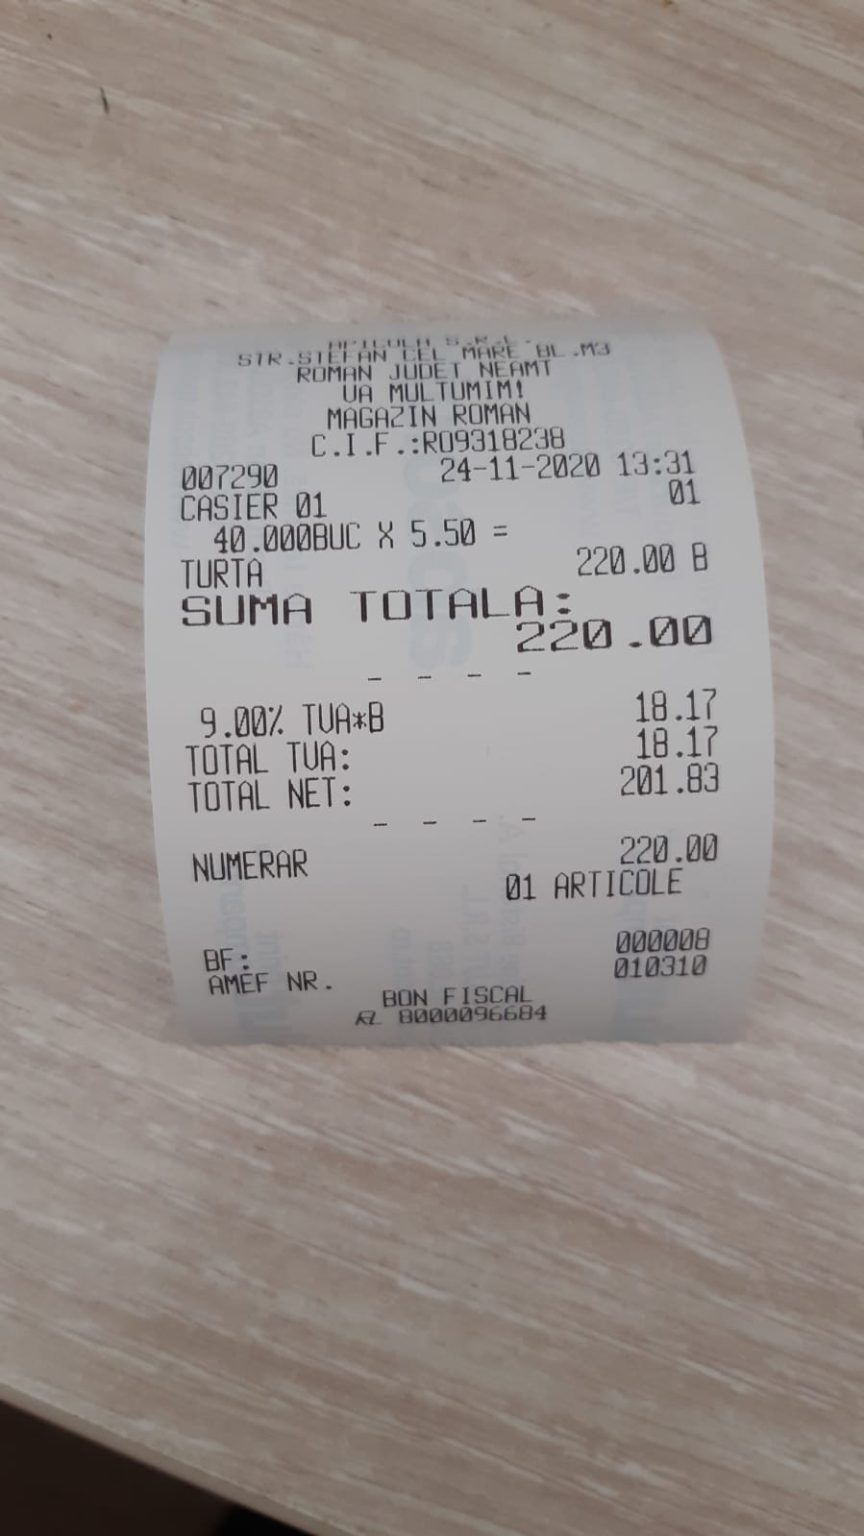 APICOLA S.R.L.
STR.STEFAN CEL MARE BL.M3
ROMAN JUDET NEAMT
VA MULTUMIM!
MAGAZIN ROMAN
C.I.F.:RO9318238
007290 24-11-2020 13:31
CASIER 01 01
40.000BUC X 5.50 =
TURTA 220.00 B
SUMA TOTALA:
220.00
- - - -
9.00% TVA*B 18.17
TOTAL TVA: 18.17
TOTAL NET: 201.83
- - - -
NUMERAR 220.00
01 ARTICOLE
BF: 000008
AMEF NR. 010310
BON FISCAL
8000096684